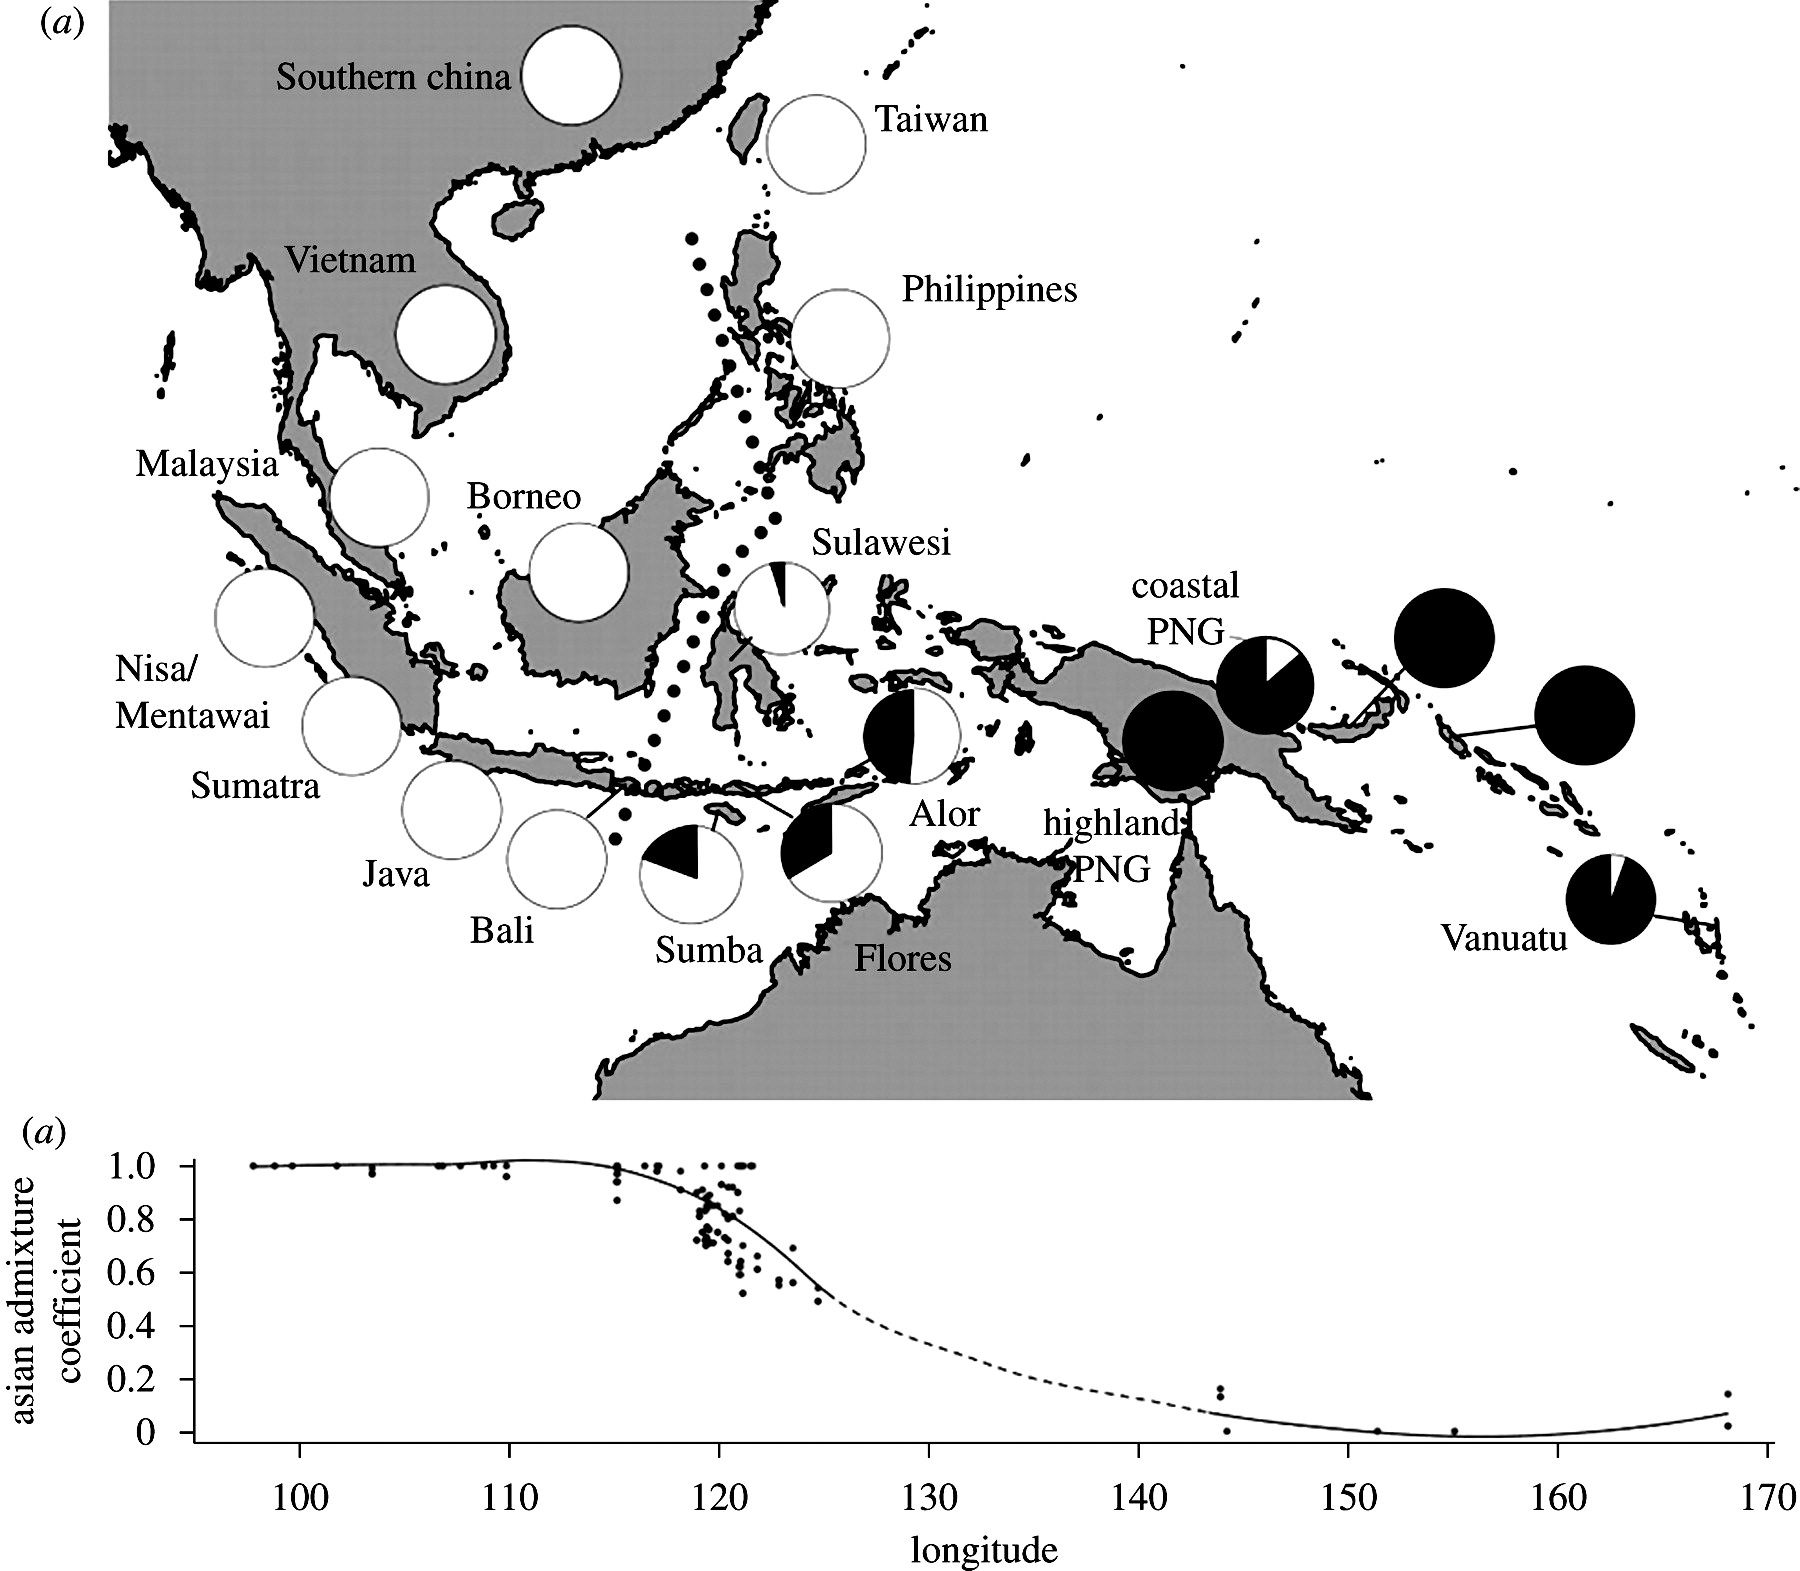 (a)
Southern china
Taiwan
Vietnam
Philippines
Malaysia
Borneo
Sulawesi
coastal
PNG
Nisa/
Mentawai
Sumatra
Alor
highland
PNG
Java
Bali
Sumba
Flores
Vanuatu
(a)
asian admixture
coefficient
1.0
0.8
0.6
0.4
0.2
0
100 110 120 130 140 150 160 170
longitude